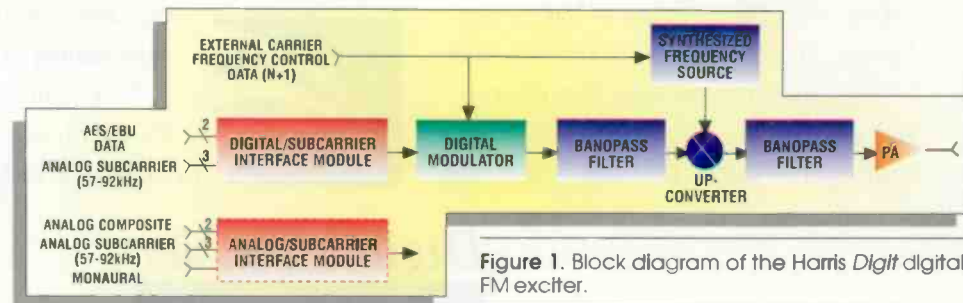 EXTERNAL CARRIER
FREQUENCY CONTROL
DATA (N+1)
SYNTHESIZED
FREQUENCY
SOURCE
AES/EBU
DATA
2
ANALOG SUBCARRIER
(57-92kHz)
3
DIGITAL/SUBCARRIER
INTERFACE MODULE
DIGITAL
MODULATOR
BANOPASS
FILTER
UP-
CONVERTER
BANOPASS
FILTER
PA
ANALOG COMPOSITE
2
ANALOG SUBCARRIER
(57-92kHz)
3
MONAURAL
ANALOG/SUBCARRIER
INTERFACE MODULE
Figure 1. Block diagram of the Harris Digit digital
FM exciter.